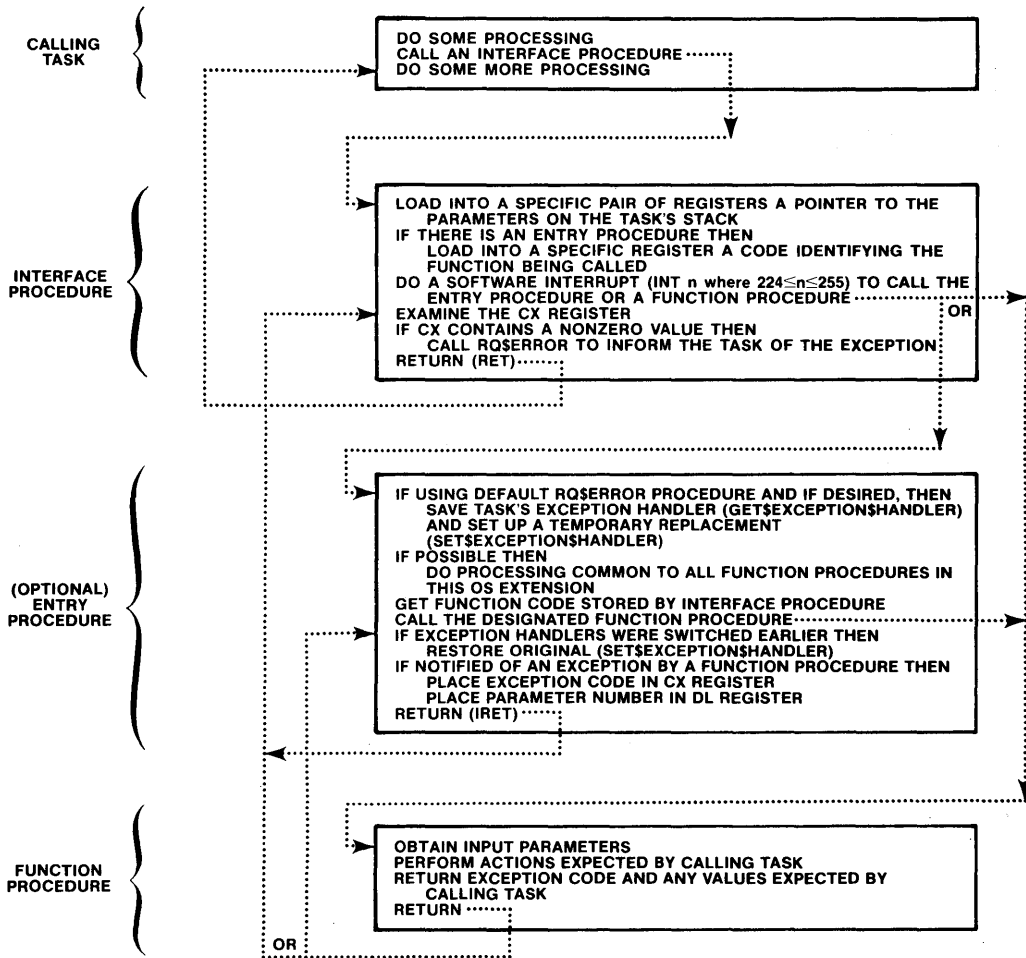 CALLING
TASK
DO SOME PROCESSING
CALL AN INTERFACE PROCEDURE
DO SOME MORE PROCESSING
INTERFACE
PROCEDURE
LOAD INTO A SPECIFIC PAIR OF REGISTERS A POINTER TO THE
PARAMETERS ON THE TASK'S STACK
IF THERE IS AN ENTRY PROCEDURE THEN
LOAD INTO A SPECIFIC REGISTER A CODE IDENTIFYING THE
FUNCTION BEING CALLED
DO A SOFTWARE INTERRUPT (INT n where 224≤n≤255) TO CALL THE
ENTRY PROCEDURE OR A FUNCTION PROCEDURE
OR
EXAMINE THE CX REGISTER
IF CX CONTAINS A NONZERO VALUE THEN
CALL RQ$ERROR TO INFORM THE TASK OF THE EXCEPTION
RETURN (RET)
(OPTIONAL)
ENTRY
PROCEDURE
IF USING DEFAULT RQ$ERROR PROCEDURE AND IF DESIRED, THEN
SAVE TASK'S EXCEPTION HANDLER (GET$EXCEPTION$HANDLER)
AND SET UP A TEMPORARY REPLACEMENT
(SET$EXCEPTION$HANDLER)
IF POSSIBLE THEN
DO PROCESSING COMMON TO ALL FUNCTION PROCEDURES IN
THIS OS EXTENSION
GET FUNCTION CODE STORED BY INTERFACE PROCEDURE
CALL THE DESIGNATED FUNCTION PROCEDURE
IF EXCEPTION HANDLERS WERE SWITCHED EARLIER THEN
RESTORE ORIGINAL (SET$EXCEPTION$HANDLER)
IF NOTIFIED OF AN EXCEPTION BY A FUNCTION PROCEDURE THEN
PLACE EXCEPTION CODE IN CX REGISTER
PLACE PARAMETER NUMBER IN DL REGISTER
RETURN (IRET)
FUNCTION
PROCEDURE
OBTAIN INPUT PARAMETERS
PERFORM ACTIONS EXPECTED BY CALLING TASK
RETURN EXCEPTION CODE AND ANY VALUES EXPECTED BY
CALLING TASK
RETURN
OR